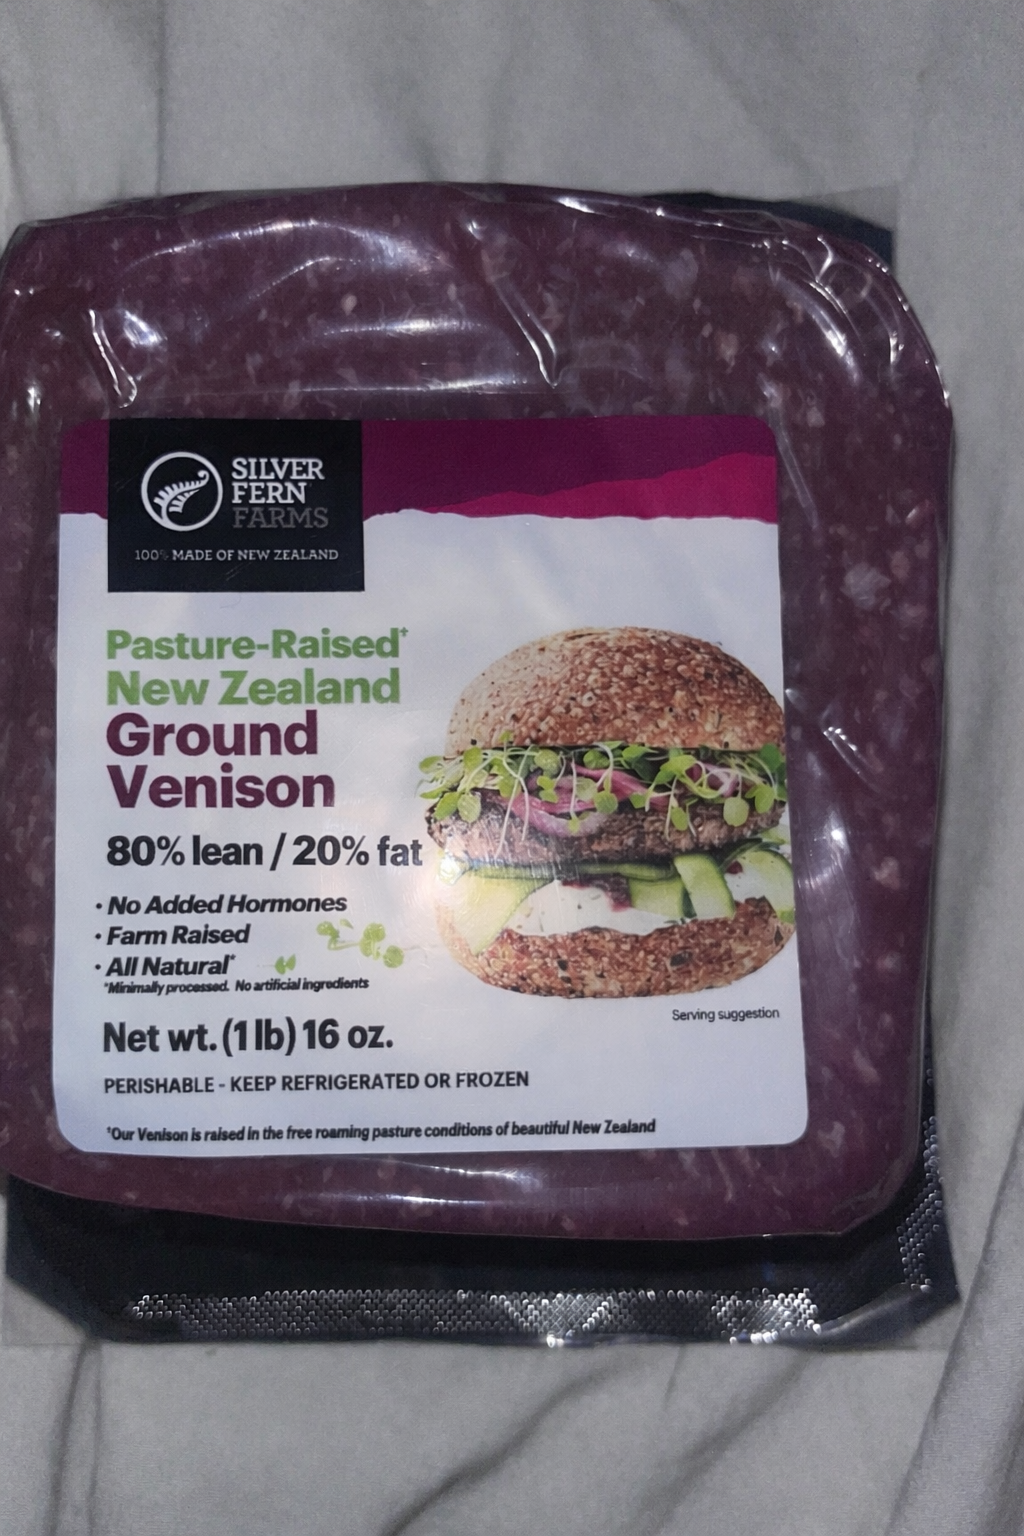 SILVER
FERN
FARMS
100% MADE OF NEW ZEALAND
Pasture-Raised†
New Zealand
Ground
Venison
80% lean / 20% fat
• No Added Hormones
• Farm Raised
• All Natural*
*Minimally processed. No artificial ingredients
Serving suggestion
Net wt. (1 lb) 16 oz.
PERISHABLE - KEEP REFRIGERATED OR FROZEN
†Our Venison is raised in the free roaming pasture conditions of beautiful New Zealand